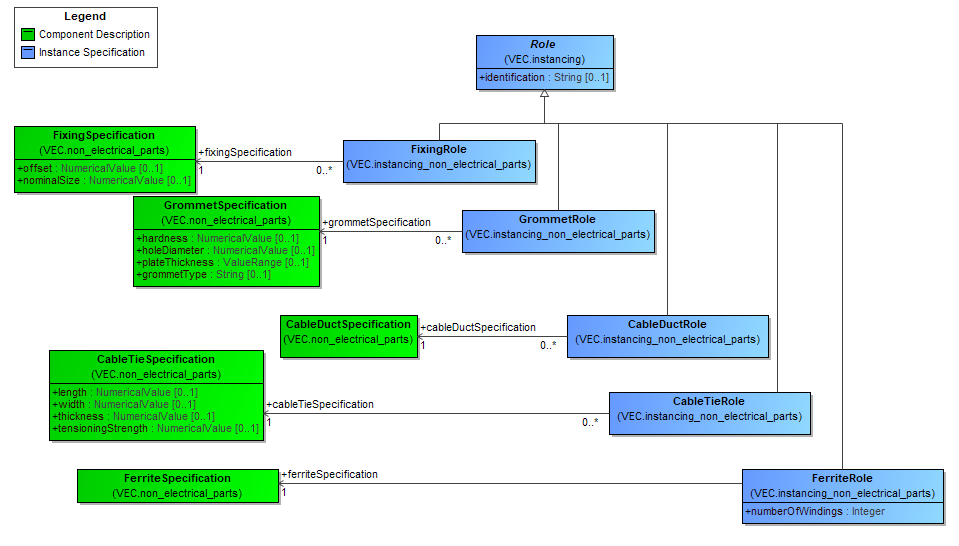 Legend
Component Description
Instance Specification
Role
(VEC.instancing)
+identification : String [0..1]
FixingSpecification
(VEC.non_electrical_parts)
+offset : NumericalValue [0..1]
+nominalSize : NumericalValue [0..1]
+fixingSpecification
1
0..*
FixingRole
(VEC.instancing_non_electrical_parts)
GrommetSpecification
(VEC.non_electrical_parts)
+hardness : NumericalValue [0..1]
+holeDiameter : NumericalValue [0..1]
+plateThickness : ValueRange [0..1]
+grommetType : String [0..1]
+grommetSpecification
1
0..*
GrommetRole
(VEC.instancing_non_electrical_parts)
CableDuctSpecification
(VEC.non_electrical_parts)
+cableDuctSpecification
1
0..*
CableDuctRole
(VEC.instancing_non_electrical_parts)
CableTieSpecification
(VEC.non_electrical_parts)
+length : NumericalValue [0..1]
+width : NumericalValue [0..1]
+thickness : NumericalValue [0..1]
+tensioningStrength : NumericalValue [0..1]
+cableTieSpecification
1
0..*
CableTieRole
(VEC.instancing_non_electrical_parts)
FerriteSpecification
(VEC.non_electrical_parts)
+ferriteSpecification
1
FerriteRole
(VEC.instancing_non_electrical_parts)
+numberOfWindings : Integer